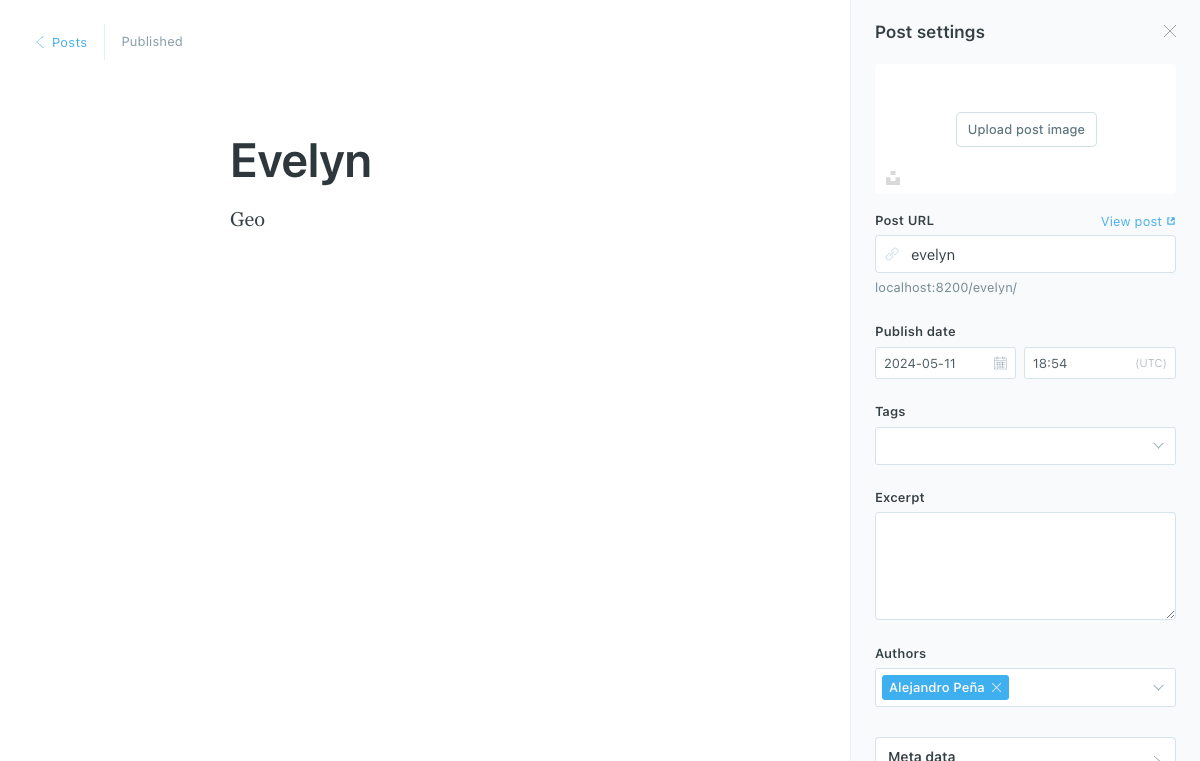 Posts
Published
Evelyn
Geo
Post settings
Upload post image
Post URL
View post
evelyn
localhost:8200/evelyn/
Publish date
2024-05-11
18:54
(UTC)
Tags
Excerpt
Authors
Alejandro Peña
Meta data